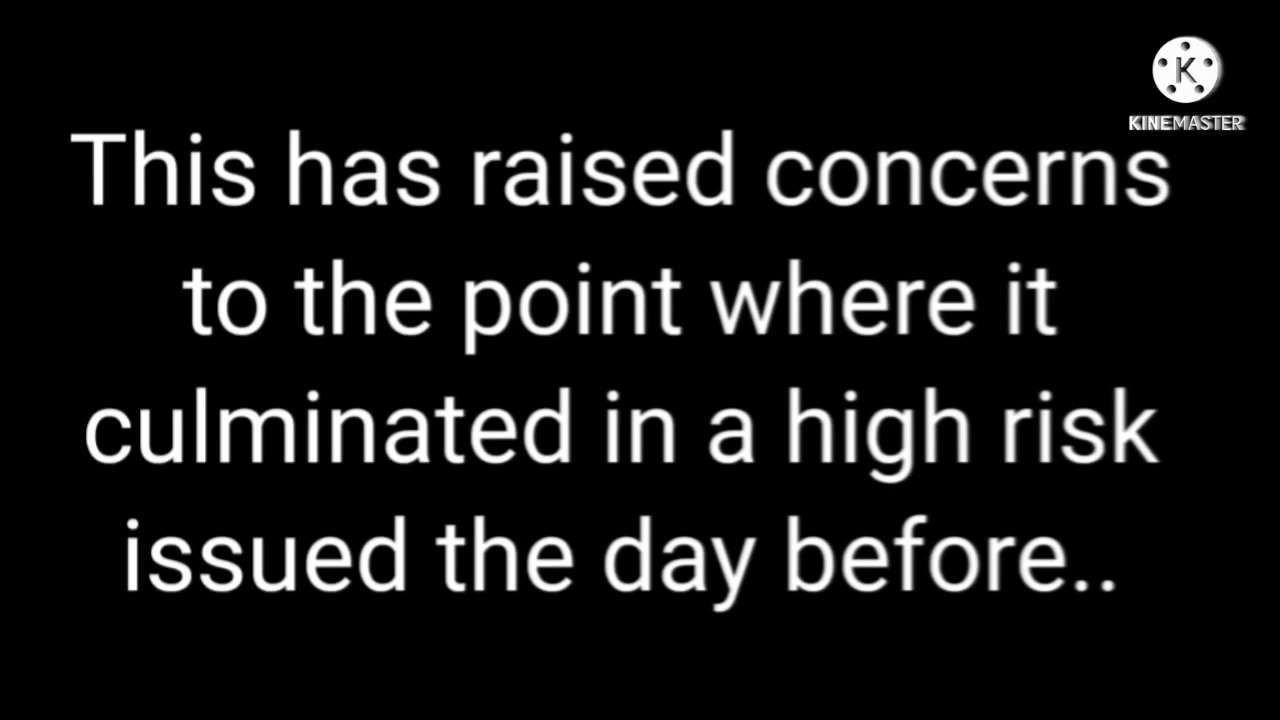 K
KINEMASTER
This has raised concerns
to the point where it
culminated in a high risk
issued the day before..